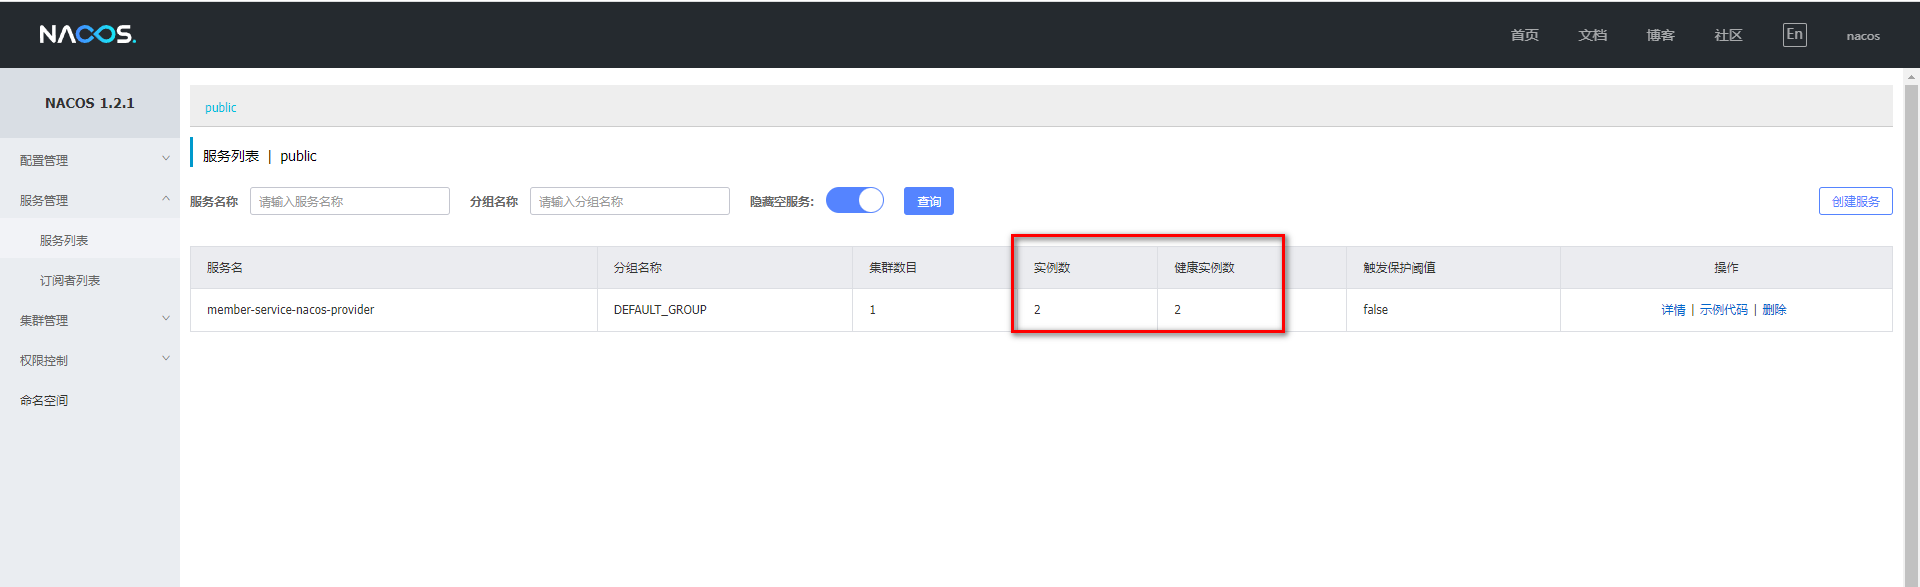 NACOS. 首页 文档 博客 社区 En nacos
NACOS 1.2.1
配置管理
服务管理
服务列表
订阅者列表
集群管理
权限控制
命名空间
public
服务列表 | public
服务名称 请输入服务名称 分组名称 请输入分组名称 隐藏空服务: 查询 创建服务
服务名 分组名称 集群数目 实例数 健康实例数 触发保护阈值 操作
member-service-nacos-provider DEFAULT_GROUP 1 2 2 false 详情 | 示例代码 | 删除